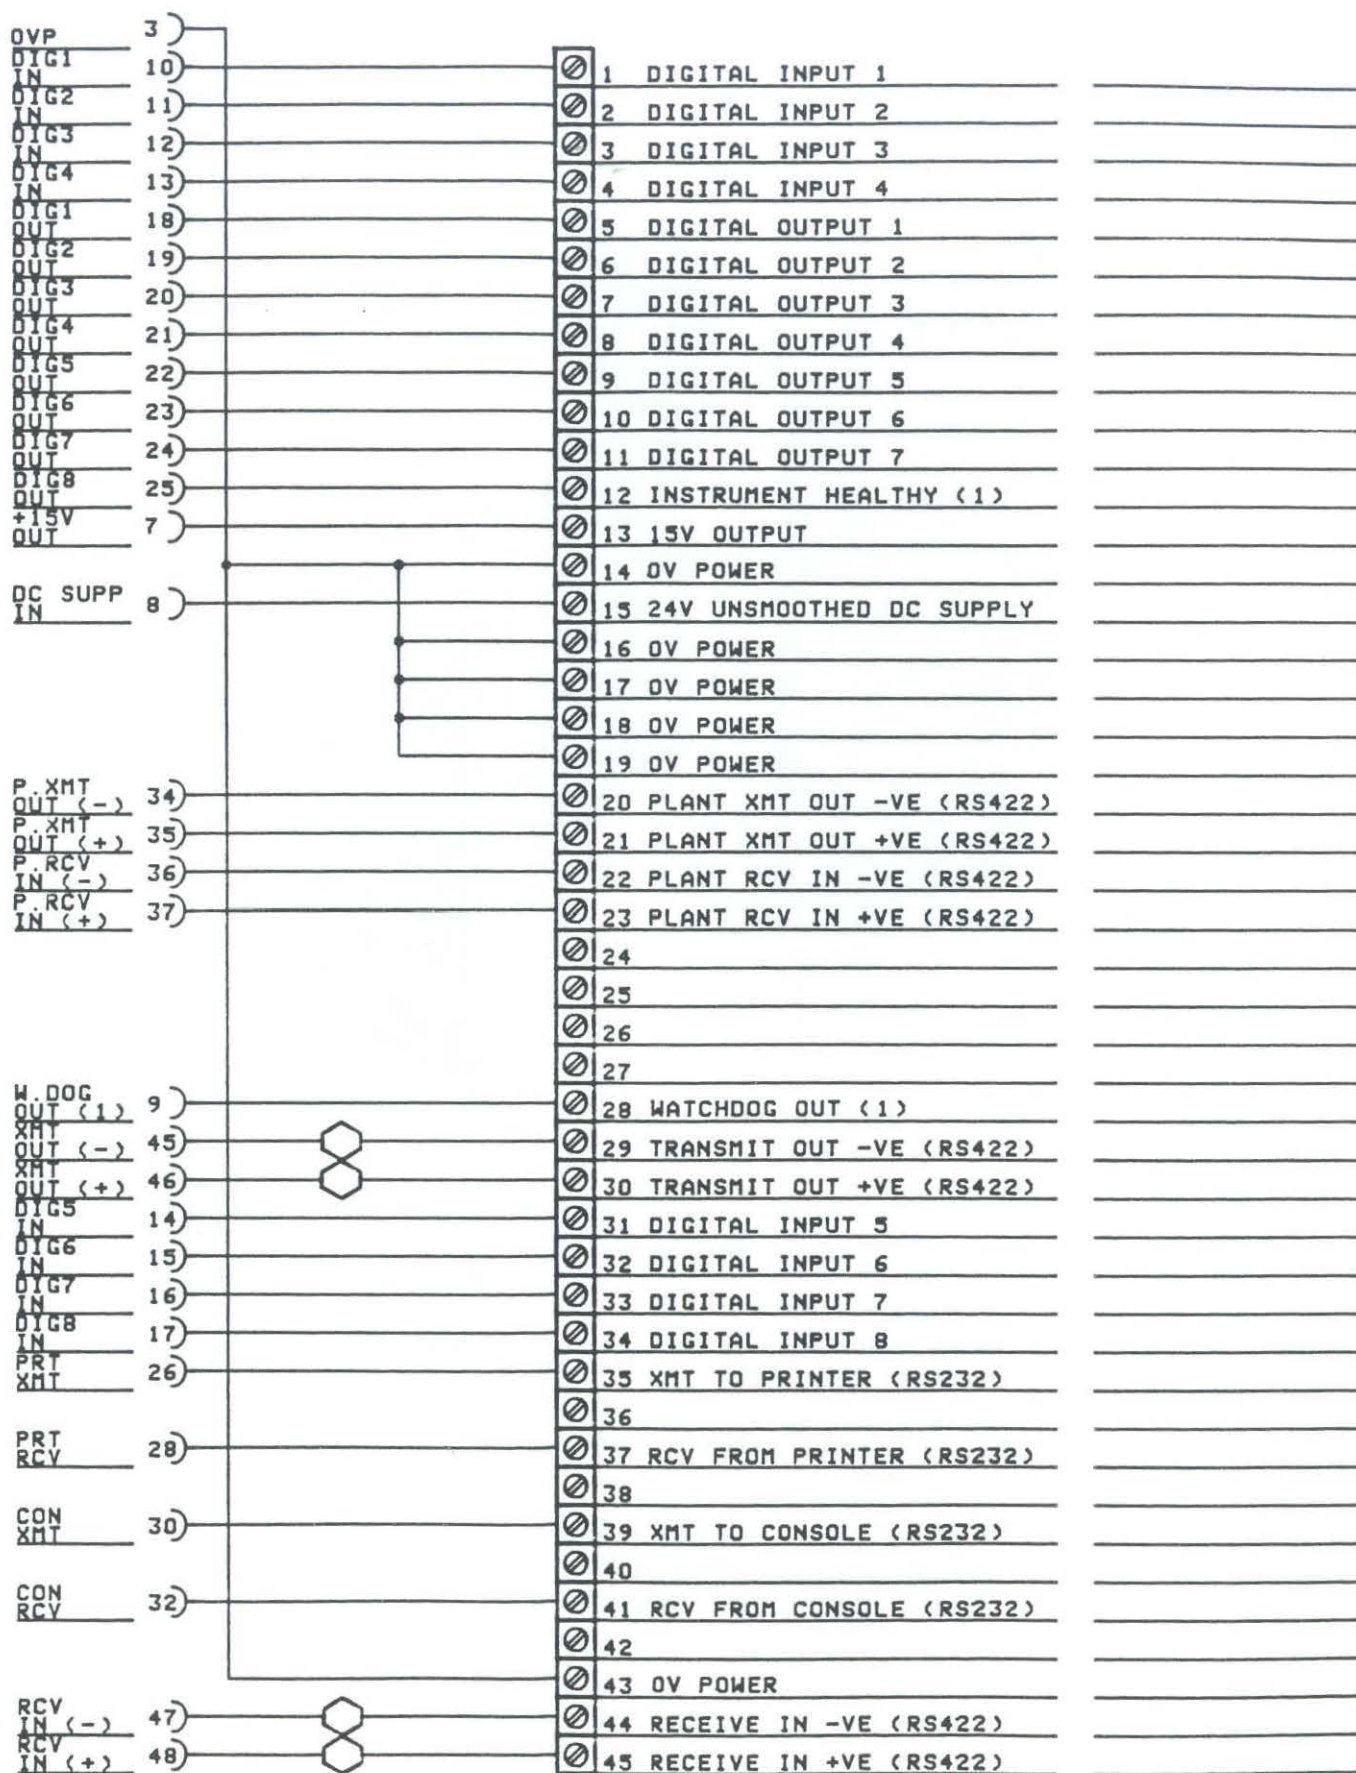 OVP 3
DIG1
IN 10 1 DIGITAL INPUT 1
DIG2
IN 11 2 DIGITAL INPUT 2
DIG3
IN 12 3 DIGITAL INPUT 3
DIG4
IN 13 4 DIGITAL INPUT 4
DIG1
OUT 18 5 DIGITAL OUTPUT 1
DIG2
OUT 19 6 DIGITAL OUTPUT 2
DIG3
OUT 20 7 DIGITAL OUTPUT 3
DIG4
OUT 21 8 DIGITAL OUTPUT 4
DIG5
OUT 22 9 DIGITAL OUTPUT 5
DIG6
OUT 23 10 DIGITAL OUTPUT 6
DIG7
OUT 24 11 DIGITAL OUTPUT 7
DIG8
OUT 25 12 INSTRUMENT HEALTHY (1)
+15V
OUT 7 13 15V OUTPUT
14 0V POWER
DC SUPP
IN 8 15 24V UNSMOOTHED DC SUPPLY
16 0V POWER
17 0V POWER
18 0V POWER
19 0V POWER
P.XMT
OUT (-) 34 20 PLANT XMT OUT -VE (RS422)
P.XMT
OUT (+) 35 21 PLANT XMT OUT +VE (RS422)
P.RCV
IN (-) 36 22 PLANT RCV IN -VE (RS422)
P.RCV
IN (+) 37 23 PLANT RCV IN +VE (RS422)
24
25
26
27
W.DOG
OUT (1) 9 28 WATCHDOG OUT (1)
XMT
OUT (-) 45 29 TRANSMIT OUT -VE (RS422)
XMT
OUT (+) 46 30 TRANSMIT OUT +VE (RS422)
DIG5
IN 14 31 DIGITAL INPUT 5
DIG6
IN 15 32 DIGITAL INPUT 6
DIG7
IN 16 33 DIGITAL INPUT 7
DIG8
IN 17 34 DIGITAL INPUT 8
PRT
XMT 26 35 XMT TO PRINTER (RS232)
36
PRT
RCV 28 37 RCV FROM PRINTER (RS232)
38
CON
XMT 30 39 XMT TO CONSOLE (RS232)
40
CON
RCV 32 41 RCV FROM CONSOLE (RS232)
42
43 0V POWER
RCV
IN (-) 47 44 RECEIVE IN -VE (RS422)
RCV
IN (+) 48 45 RECEIVE IN +VE (RS422)